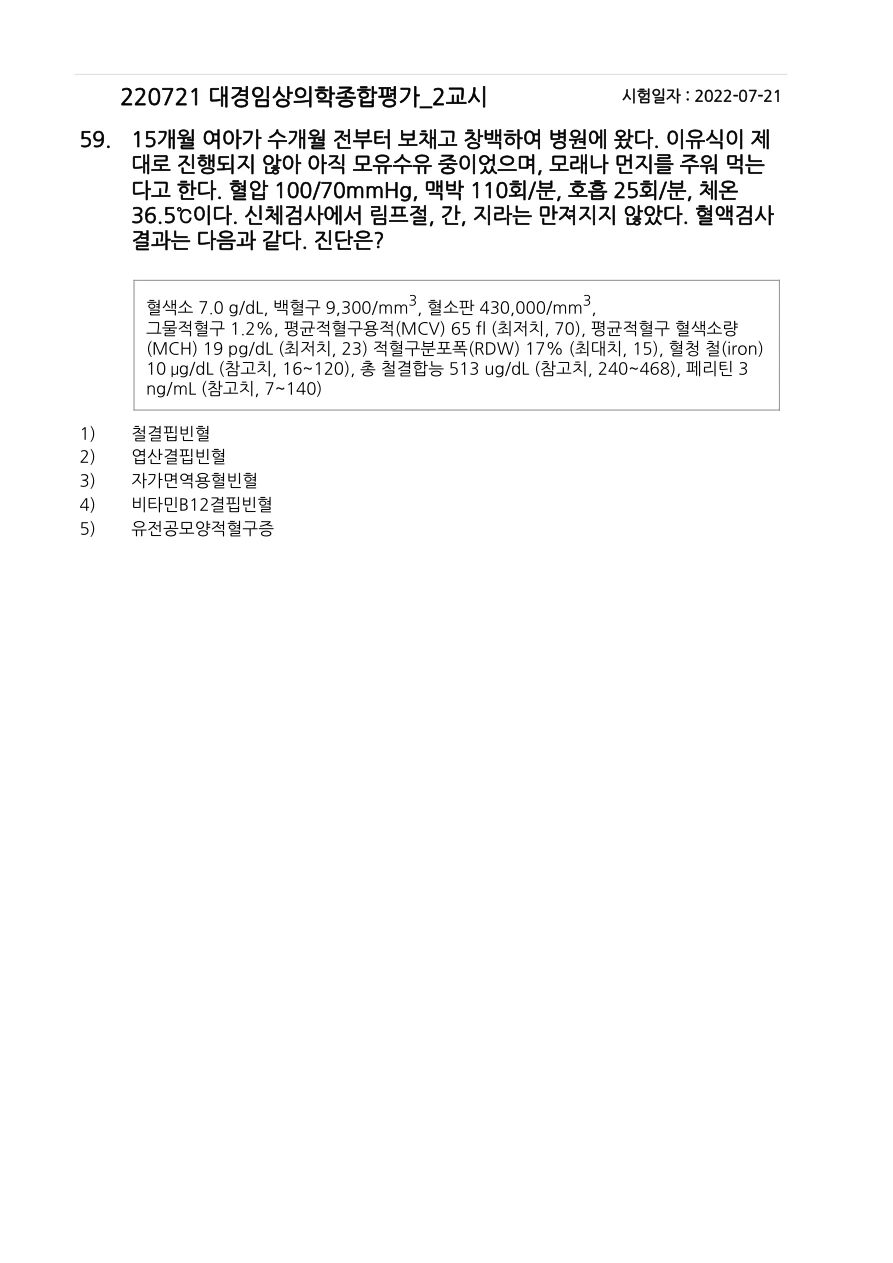 220721 대경임상의학종합평가_2교시
시험일자 : 2022-07-21
59. 15개월 여아가 수개월 전부터 보채고 창백하여 병원에 왔다. 이유식이 제
대로 진행되지 않아 아직 모유수유 중이었으며, 모래나 먼지를 주워 먹는
다고 한다. 혈압 100/70mmHg, 맥박 110회/분, 호흡 25회/분, 체온
36.5℃이다. 신체검사에서 림프절, 간, 지라는 만져지지 않았다. 혈액검사
결과는 다음과 같다. 진단은?
혈색소 7.0 g/dL, 백혈구 9,300/mm³, 혈소판 430,000/mm³,
그물적혈구 1.2%, 평균적혈구용적(MCV) 65 fl (최저치, 70), 평균적혈구 혈색소량
(MCH) 19 pg/dL (최저치, 23) 적혈구분포폭(RDW) 17% (최대치, 15), 혈청 철(iron)
10 µg/dL (참고치, 16~120), 총 철결합능 513 ug/dL (참고치, 240~468), 페리틴 3
ng/mL (참고치, 7~140)
1) 철결핍빈혈
2) 엽산결핍빈혈
3) 자가면역용혈빈혈
4) 비타민B12결핍빈혈
5) 유전공모양적혈구증